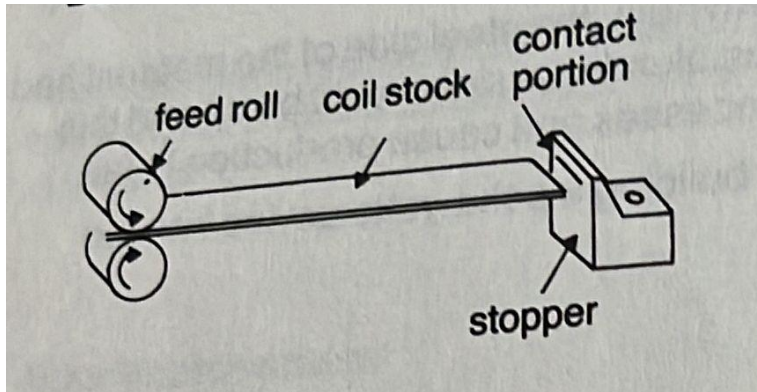 contact
portion
feed roll
coil stock
stopper